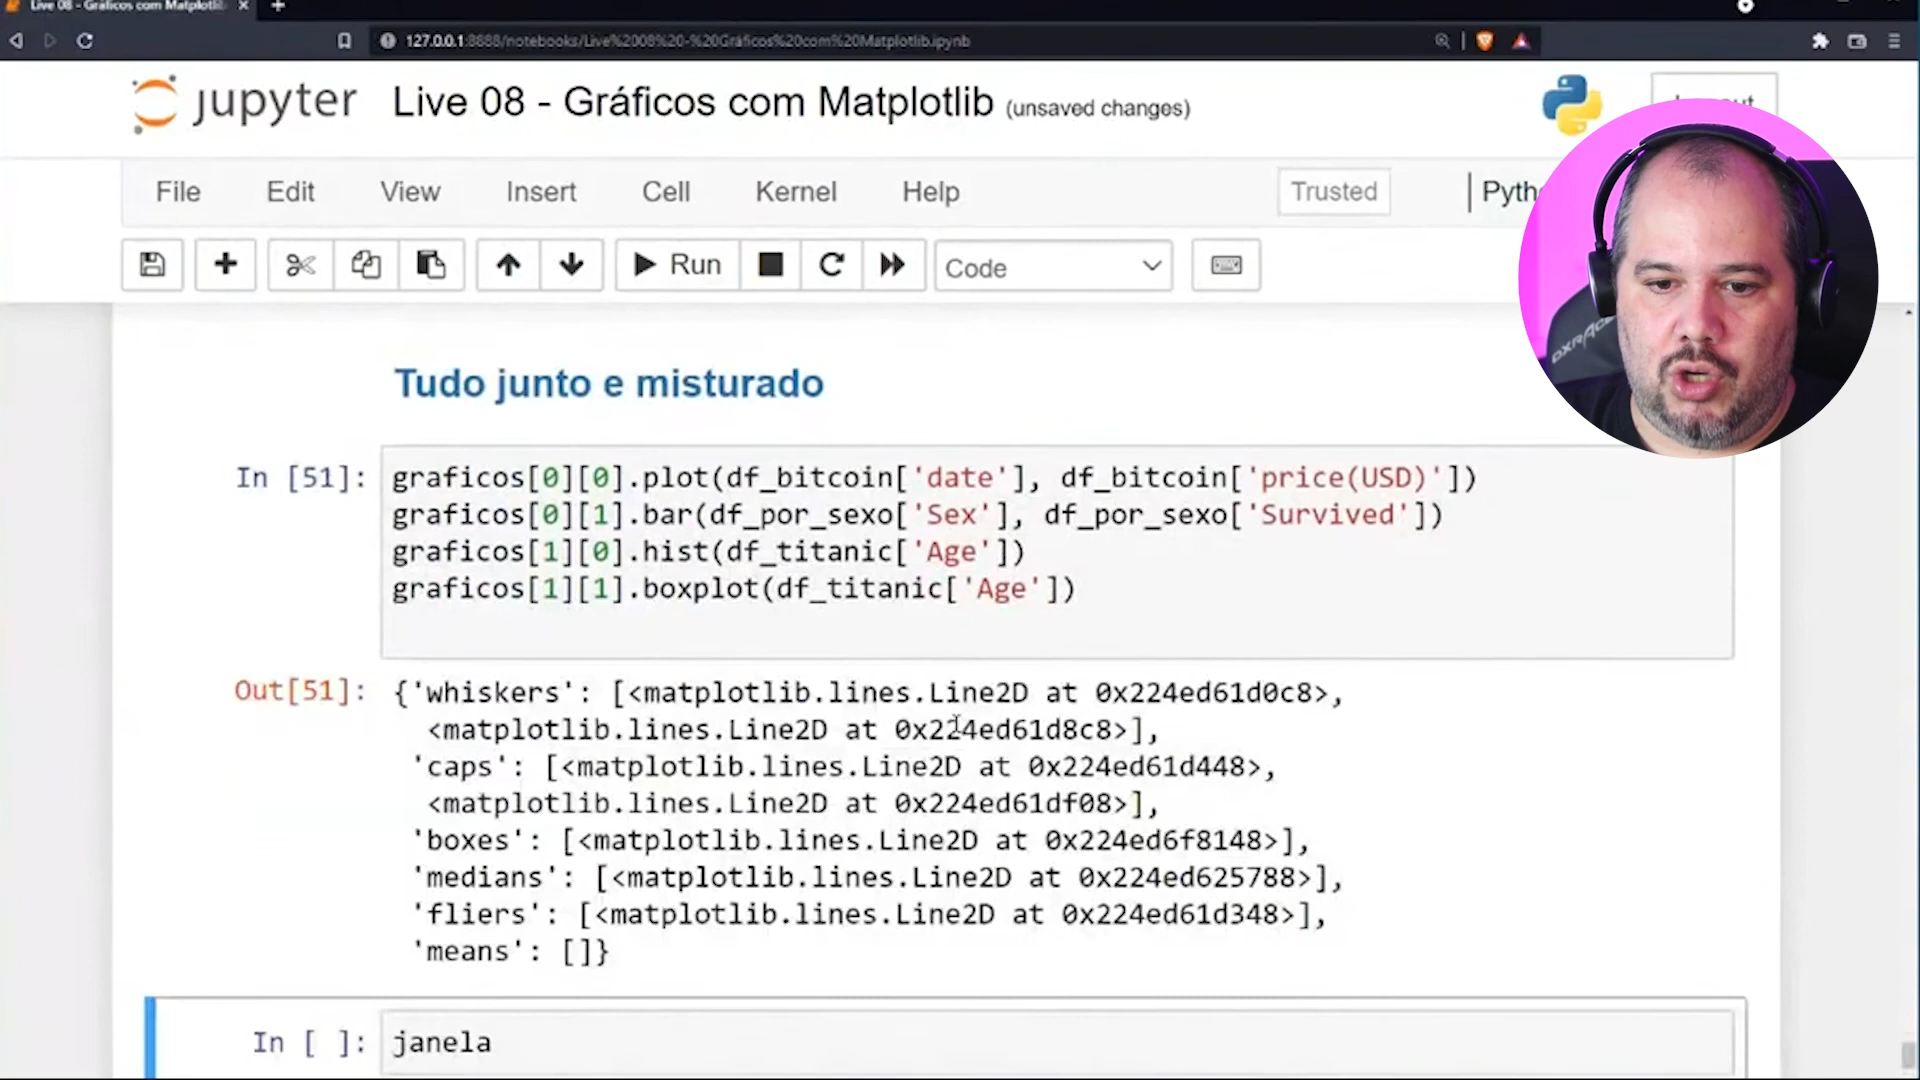 Live 08 - Gráficos com Matplotli
127.0.0.1:8888/notebooks/Live%2008%20-%20Gráficos%20com%20Matplotlib.ipynb
jupyter Live 08 - Gráficos com Matplotlib (unsaved changes)
File Edit View Insert Cell Kernel Help Trusted Pyth
Run Code
Tudo junto e misturado
In [51]: graficos[0][0].plot(df_bitcoin['date'], df_bitcoin['price(USD)'])
graficos[0][1].bar(df_por_sexo['Sex'], df_por_sexo['Survived'])
graficos[1][0].hist(df_titanic['Age'])
graficos[1][1].boxplot(df_titanic['Age'])
Out[51]: {'whiskers': [<matplotlib.lines.Line2D at 0x224ed61d0c8>,
<matplotlib.lines.Line2D at 0x224ed61d8c8>],
'caps': [<matplotlib.lines.Line2D at 0x224ed61d448>,
<matplotlib.lines.Line2D at 0x224ed61df08>],
'boxes': [<matplotlib.lines.Line2D at 0x224ed6f8148>],
'medians': [<matplotlib.lines.Line2D at 0x224ed625788>],
'fliers': [<matplotlib.lines.Line2D at 0x224ed61d348>],
'means': []}
In [ ]: janela